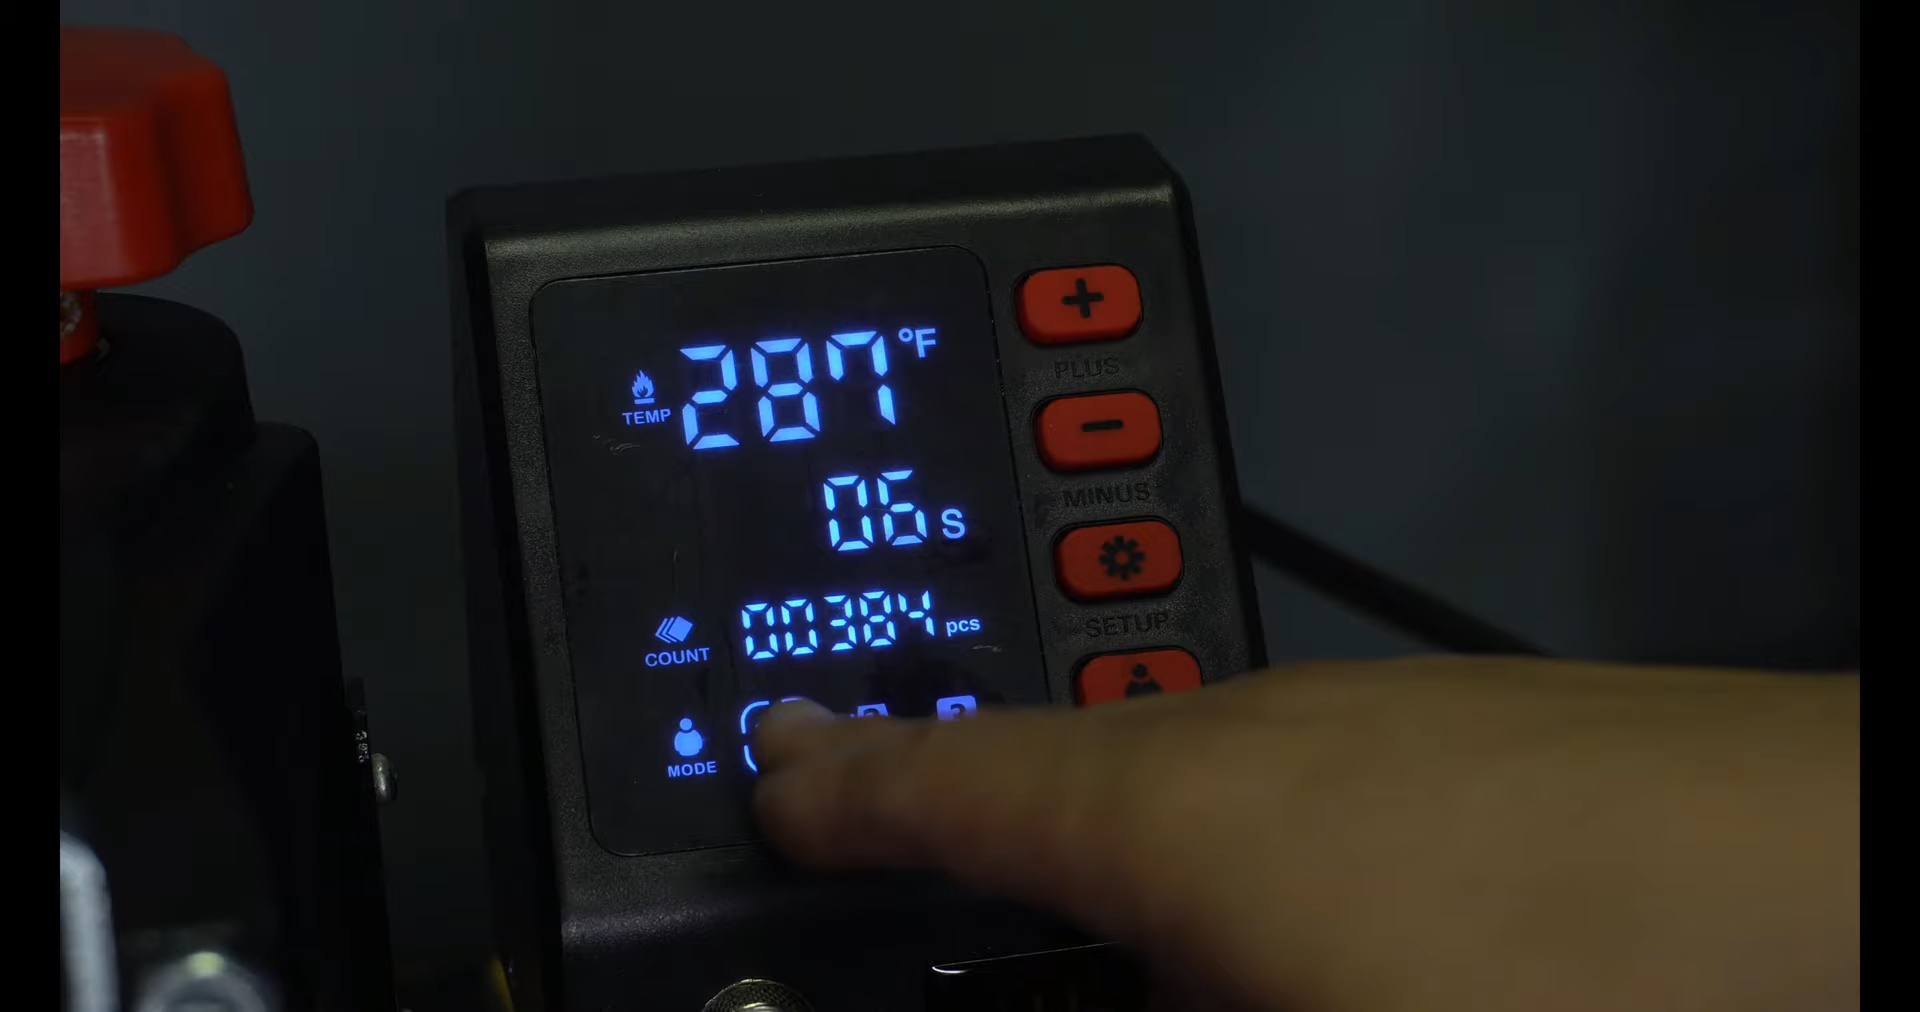 287 °F
TEMP
06 S
00384 pcs
COUNT
MODE
PLUS
MINUS
SETUP